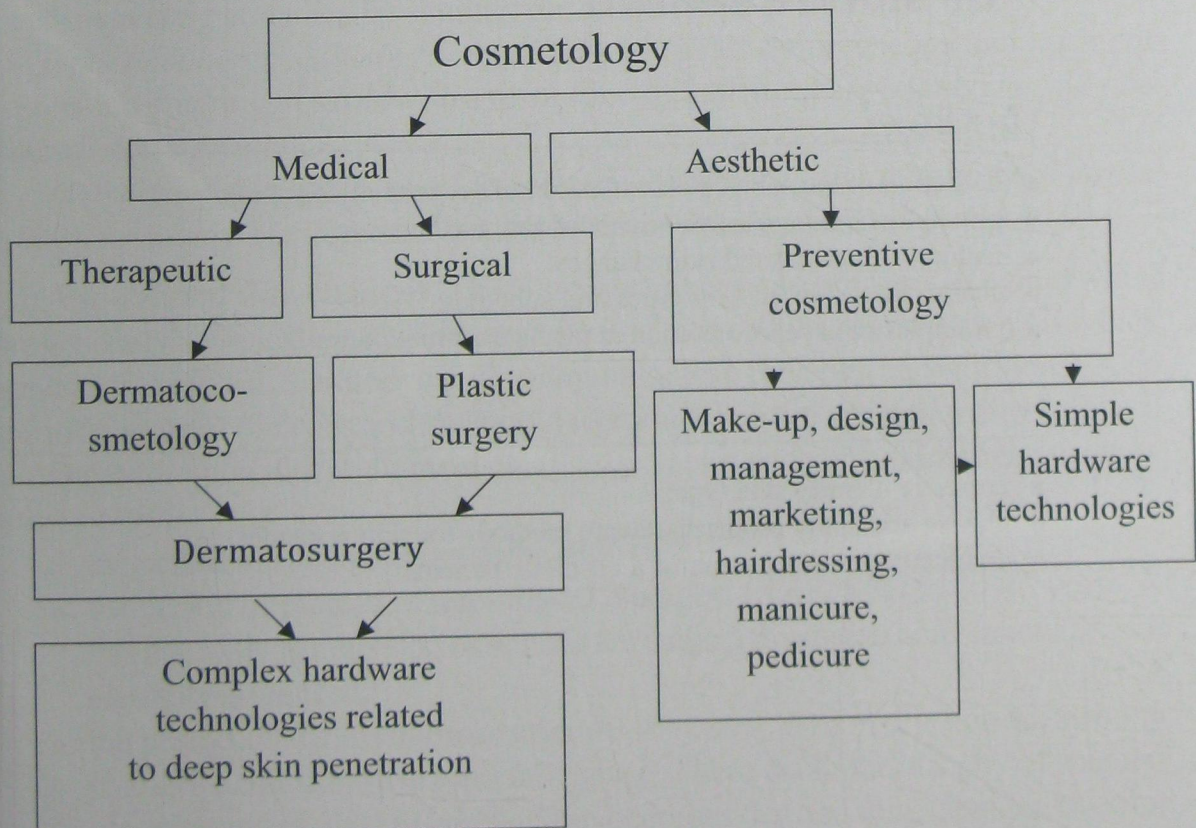 Cosmetology
Medical
Aesthetic
Therapeutic
Surgical
Preventive
cosmetology
Dermatoco-
smetology
Plastic
surgery
Make-up, design,
management,
marketing,
hairdressing,
manicure,
pedicure
Simple
hardware
technologies
Dermatosurgery
Complex hardware
technologies related
to deep skin penetration